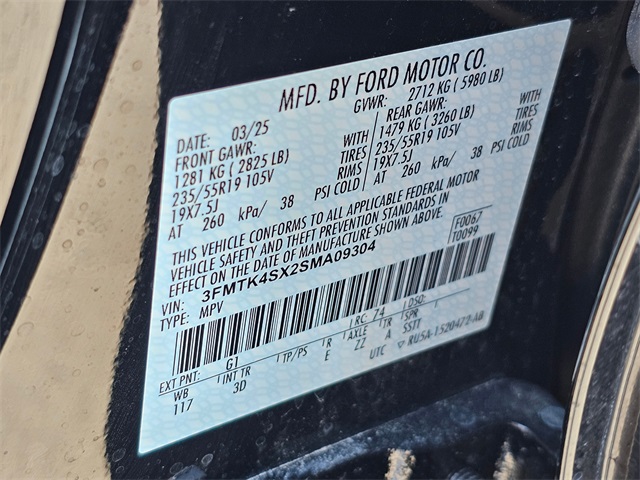 MFD. BY FORD MOTOR CO.
DATE: 03/25 GVWR: 2712 KG ( 5980 LB)
FRONT GAWR: REAR GAWR:
1281 KG ( 2825 LB) WITH 1479 KG ( 3260 LB) WITH
235/55R19 105V TIRES 235/55R19 105V TIRES
19X7.5J RIMS 19X7.5J RIMS
AT 260 kPa/ 38 PSI COLD AT 260 kPa/ 38 PSI COLD
THIS VEHICLE CONFORMS TO ALL APPLICABLE FEDERAL MOTOR
VEHICLE SAFETY AND THEFT PREVENTION STANDARDS IN
EFFECT ON THE DATE OF MANUFACTURE SHOWN ABOVE.
F0067
T0099
VIN: 3FMTK4SX2SMA09304
TYPE: MPV
EXT PNT: G1 RC: 74 DSO:
WB INT TR TP/PS R AXLE TR SPR
117 3D E ZZ A SSTT
UTC ▽ RU5A-1520472-AB